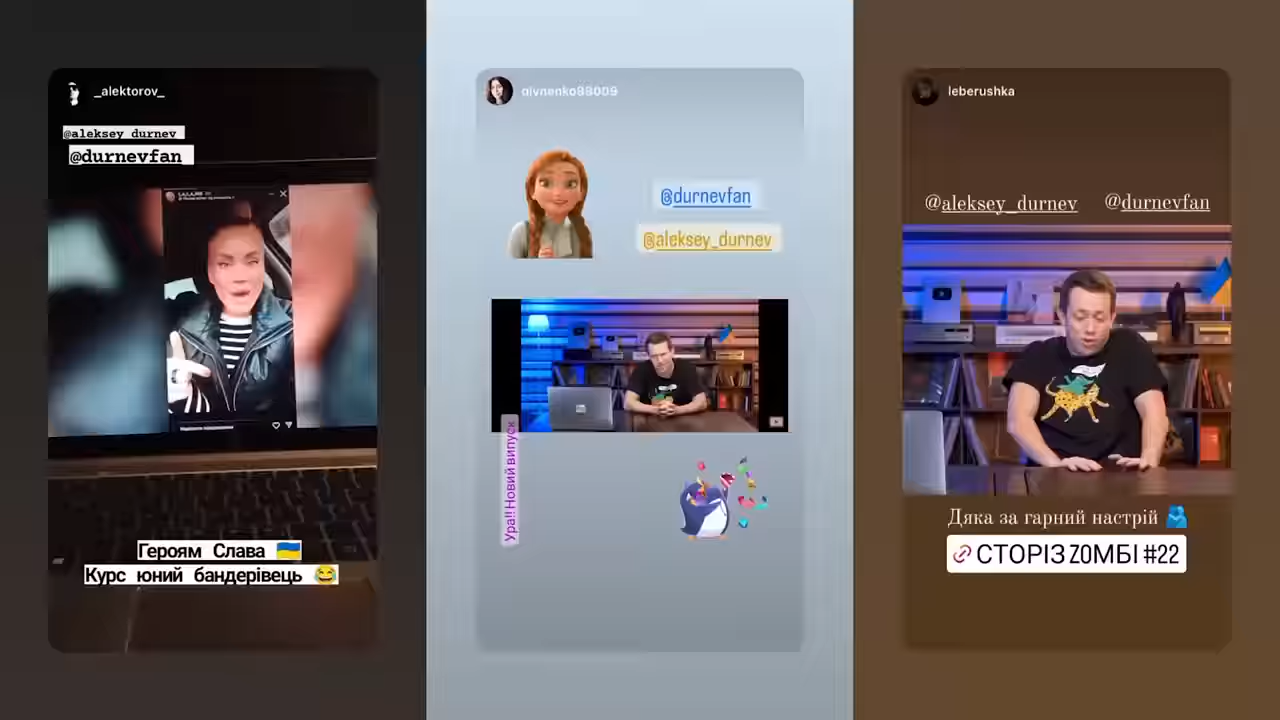 _alektorov_
@aleksey_durnev
@durnevfan
Героям Слава
Курс юний бандерівець
aivnenko88009
@durnevfan
@aleksey_durnev
Ура!! Новий випуск
leberushka
@aleksey_durnev @durnevfan
Дяка за гарний настрій
СТОРІЗ ZОМБІ #22